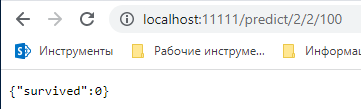 localhost:11111/predict/2/2/100
Инструменты Рабочие инструме... Информац
{"survived":0}